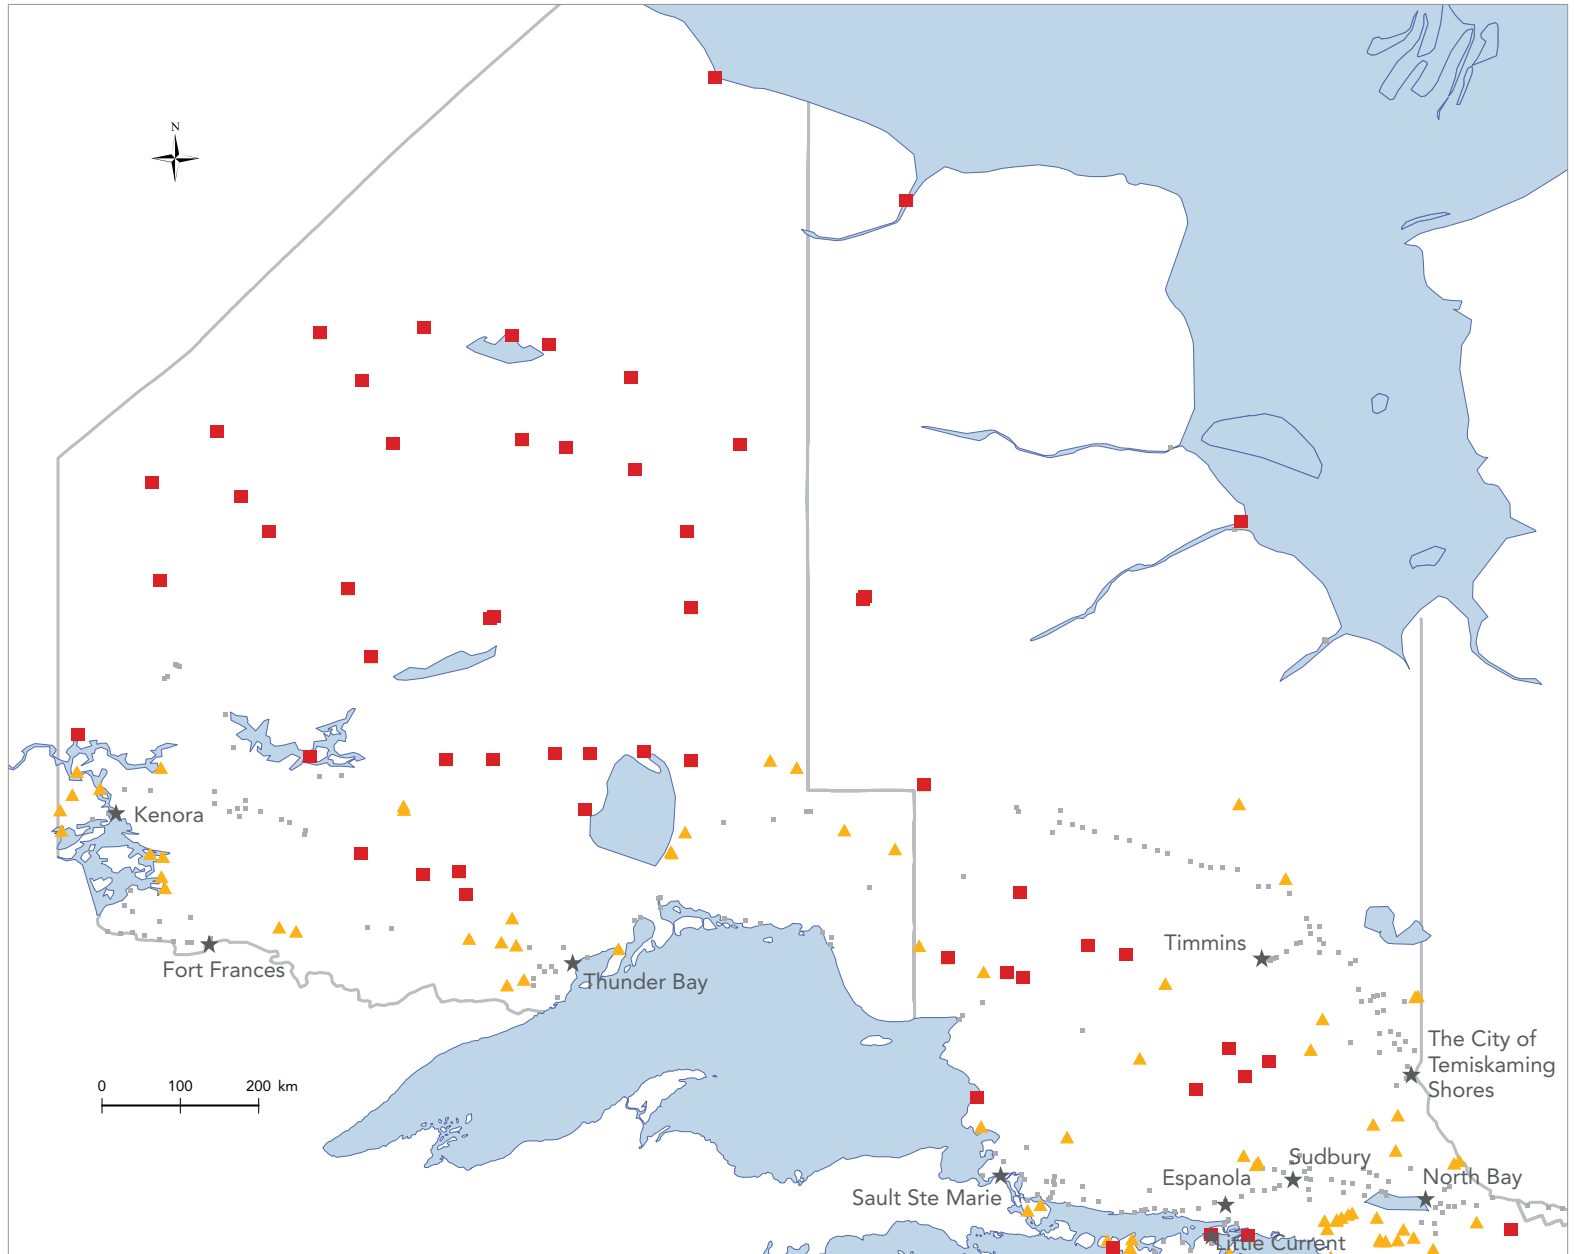 N
Kenora
Fort Frances
Thunder Bay
Timmins
The City of
Temiskaming
Shores
0 100 200 km
Sudbury
Espanola
North Bay
Sault Ste Marie
Little Current